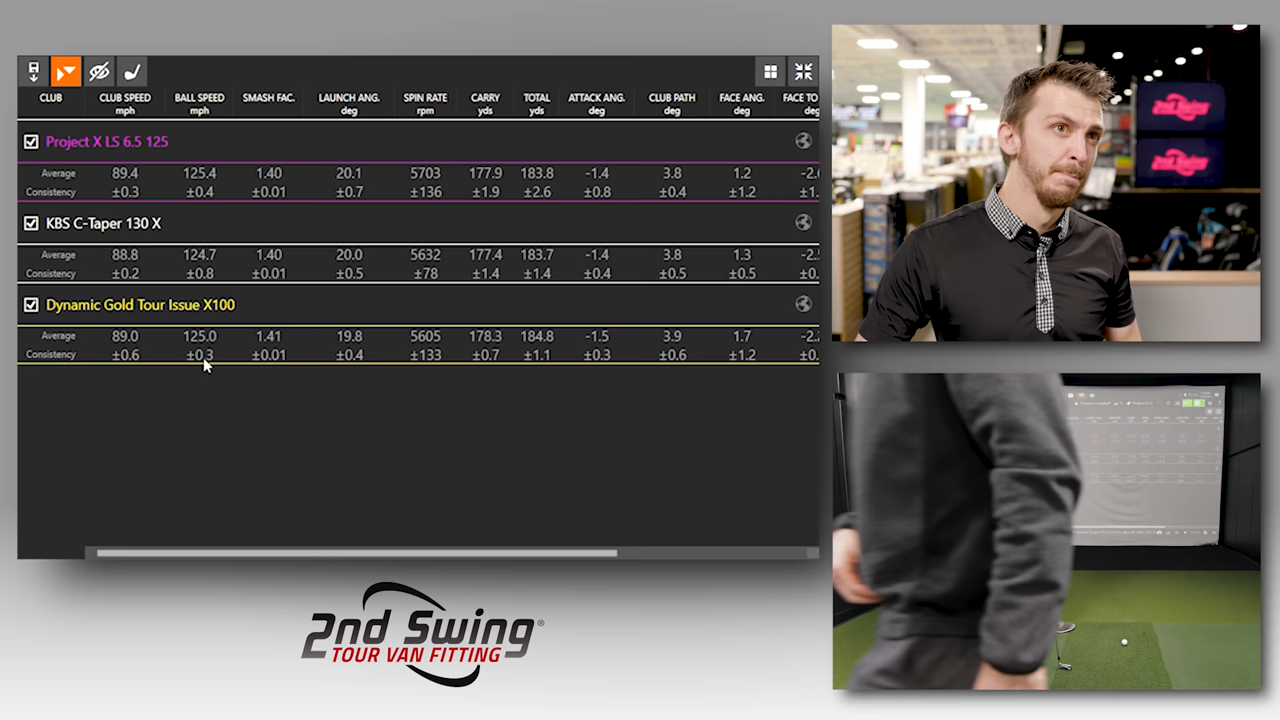 CLUB CLUB SPEED BALL SPEED SMASH FAC. LAUNCH ANG. SPIN RATE CARRY TOTAL ATTACK ANG. CLUB PATH FACE ANG. FACE TO
mph mph deg rpm yds yds deg deg deg deg
Project X LS 6.5 125
Average 89.4 125.4 1.40 20.1 5703 177.9 183.8 -1.4 3.8 1.2
Consistency ±0.3 ±0.4 ±0.01 ±0.7 ±136 ±1.9 ±2.6 ±0.8 ±0.4 ±1.2
KBS C-Taper 130 X
Average 88.8 124.7 1.40 20.0 5632 177.4 183.7 -1.4 3.8 1.3
Consistency ±0.2 ±0.8 ±0.01 ±0.5 ±78 ±1.4 ±1.4 ±0.4 ±0.5 ±0.5
Dynamic Gold Tour Issue X100
Average 89.0 125.0 1.41 19.8 5605 178.3 184.8 -1.5 3.9 1.7
Consistency ±0.6 ±0.3 ±0.01 ±0.4 ±133 ±0.7 ±1.1 ±0.3 ±0.6 ±1.2
2nd Swing
2nd Swing
2nd Swing®
TOUR VAN FITTING